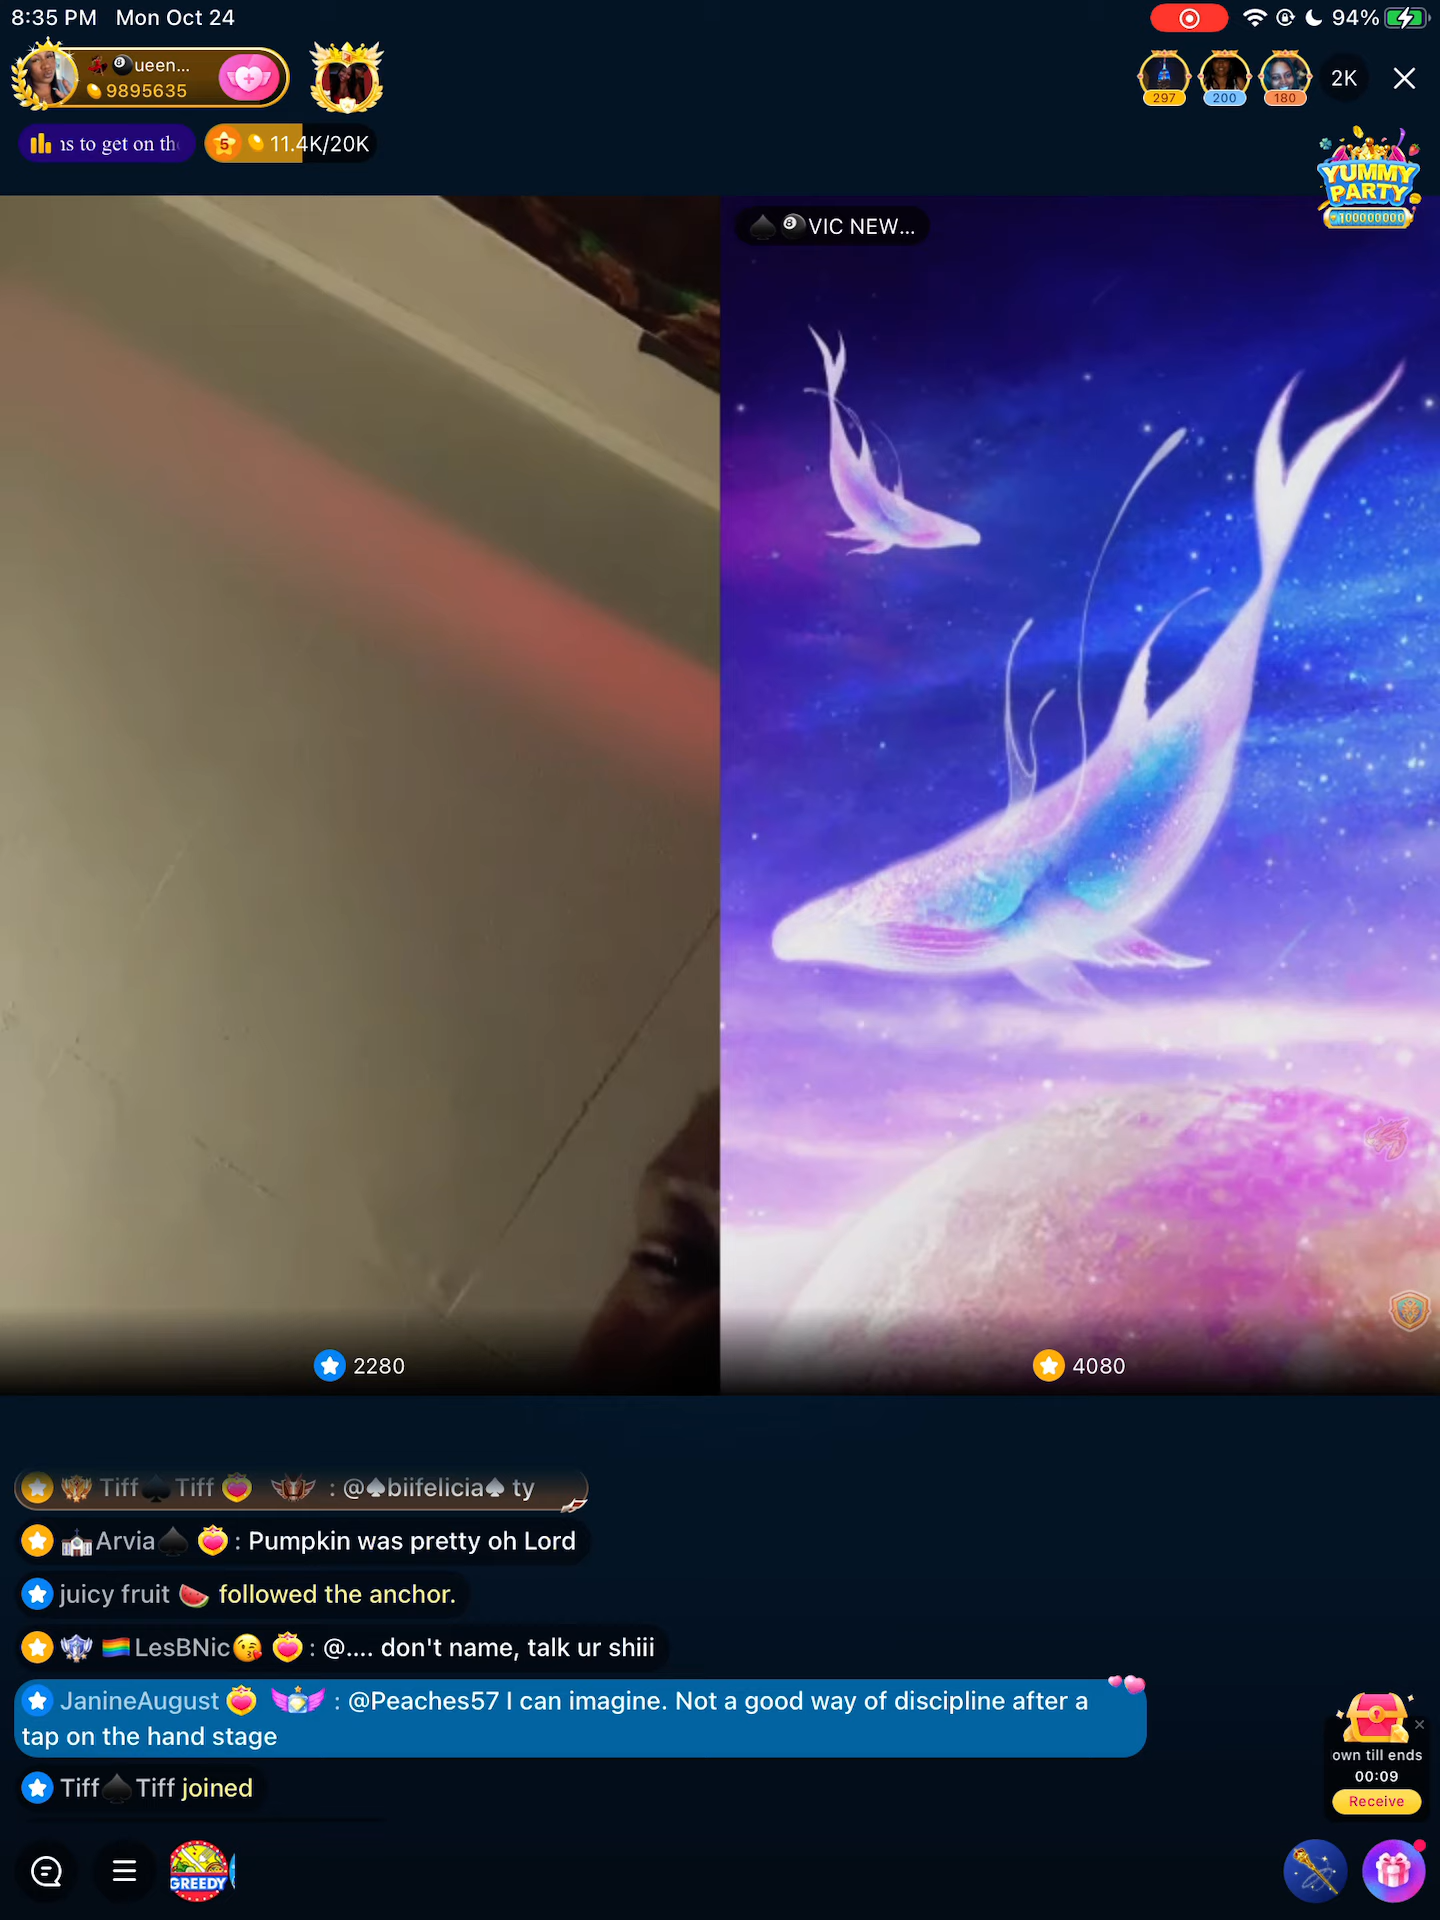 8:35 PM Mon Oct 24
94%
🎱ueen...
9895635
297
200
180
2K
ns to get on th
5
11.4K/20K
YUMMY
PARTY
100000000
♠️🎱VIC NEW...
2280
4080
Tiff♠️Tiff : @♠️biifelicia♠️ ty
Arvia♠️ : Pumpkin was pretty oh Lord
juicy fruit 🍉 followed the anchor.
🏳️‍🌈LesBNic😘 : @.... don't name, talk ur shiii
JanineAugust : @Peaches57 I can imagine. Not a good way of discipline after a
tap on the hand stage
Tiff♠️Tiff joined
own till ends
00:09
Receive
GREEDY